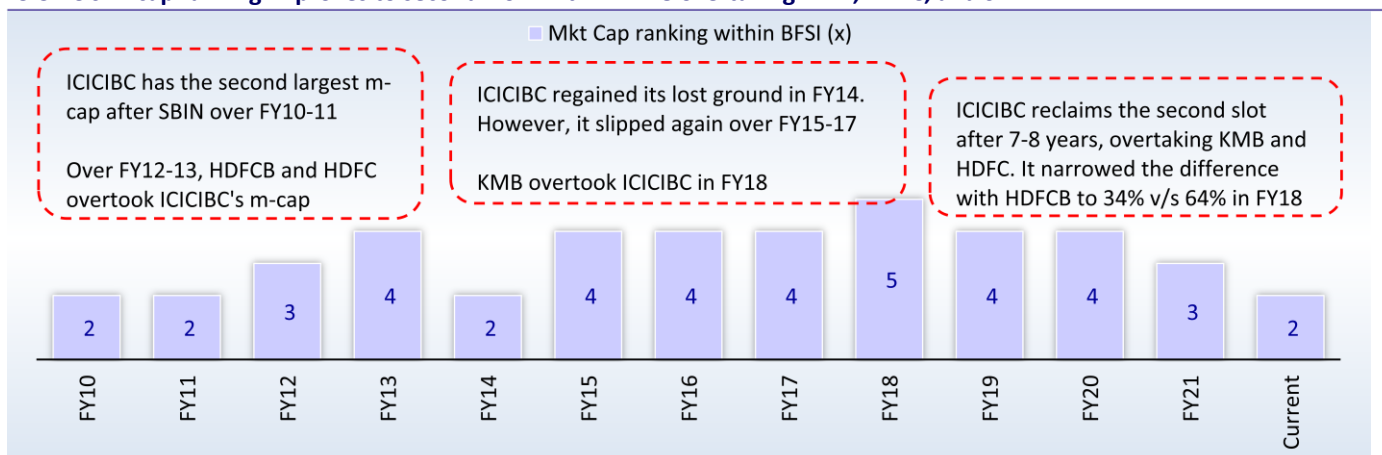 Mkt Cap ranking within BFSI (x)
ICICIBC has the second largest m-
cap after SBIN over FY10-11
Over FY12-13, HDFCB and HDFC
overtook ICICIBC's m-cap
ICICIBC regained its lost ground in FY14.
However, it slipped again over FY15-17
KMB overtook ICICIBC in FY18
ICICIBC reclaims the second slot
after 7-8 years, overtaking KMB and
HDFC. It narrowed the difference
with HDFCB to 34% v/s 64% in FY18
2
2
3
4
2
4
4
4
5
4
4
3
2
FY10
FY11
FY12
FY13
FY14
FY15
FY16
FY17
FY18
FY19
FY20
FY21
Current